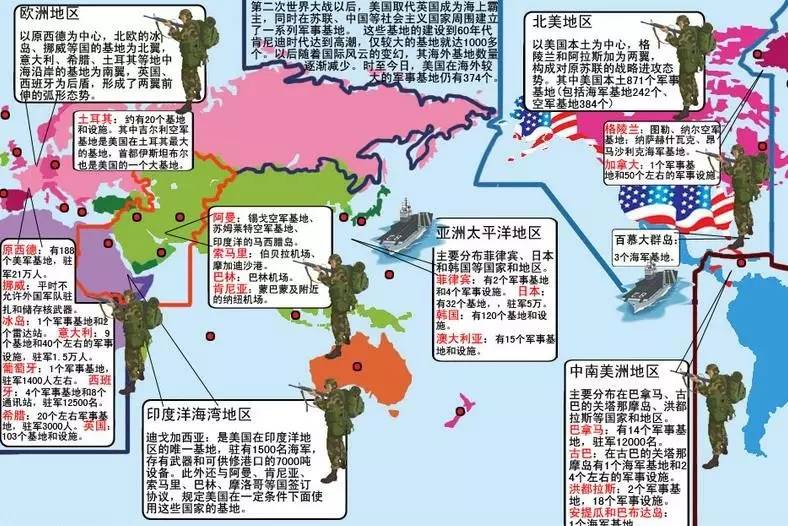 欧洲地区
以原西德为中心，北欧的冰
岛、挪威等国的基地为北翼，
意大利、希腊、土耳其等地中
海沿岸的基地为南翼，英国、
西班牙为后盾，形成了两翼前
伸的弧形态势。
土耳其：约有20个基地
和设施。其中吉尔利空军
基地是美国在土耳其最大
的基地，首都伊斯坦布尔
也是美国的一个大基地。
第二次世界大战以后，美国取代英国成为海上霸
主，同时在苏联、中国等社会主义国家周围建立
了一系列军事基地。 这些基地的建设到60年代
肯尼迪时代达到高潮，仅较大的基地就达1000多
个。以后随着国际风云的变幻，其海外基地数量
逐渐减少。时至今日，美国在海外较
大的军事基地仍有374个。
北美地区
以美国本土为中心，格
陵兰和阿拉斯加为两翼，
构成对原苏联的战略进攻态
势。其中美国本土871个军事
基地（包括海军基地242个、
空军基地384个）
格陵兰：图勒、纳尔空军
基地；纳萨赫什瓦克、昂
马沙利克海军基地。
加拿大：1个军事基
地和50个左右的军事设施。
百慕大群岛：
3个海军基地。
原西德：有188
个美军基地，驻
军21万人。
挪威：平时不
允许外国军队驻
扎和储存核武器。
冰岛：1个军事基地和2
个雷达站。 意大利：9
个基地和40个左右的军事
设施，驻军1.5万人。
葡萄牙：1个军事基地，
驻军1400人左右。 西班
牙：4个军事基地和8个
通讯站，驻军12500名。
希腊：20个左右军事基
地，驻军3000人。英国：
103个基地和设施。
阿曼：锡戈空军基地、
苏姆莱特空军基地、
印度洋的马西腊岛。
索马里：伯贝拉机场、
摩加迪沙港。
巴林：巴林机场。
肯尼亚：蒙巴蒙及附近
的纳纽机场。
亚洲太平洋地区
主要分布菲律宾、日本
和韩国等国家和地区。
菲律宾：有2个军事基地
和4个军事设施。 日本：
有32个基地，，驻军5万。
韩国：有120个基地和设
施。
澳大利亚：有15个军事基
地和设施。
印度洋海湾地区
迪戈加西亚：是美国在印度洋地
区的唯一基地，驻有1500名海军，
存有武器和可供修港口的7000吨
设备。此外还与阿曼、肯尼亚、
索马里、巴林、摩洛哥等国签订
协议，规定美国在一定条件下面使
用这些国家的基地。
中南美洲地区
主要分布在巴拿马、古
巴的关塔那摩岛、洪都
拉斯等国家和地区。
巴拿马：有14个军事基
地，驻军12000名。
古巴：在古巴的关塔那
摩岛有1个海军基地和2
4个左右的军事设施。
洪都拉斯：2个军事基
地，18个军事设施。
安提瓜和巴布达岛：
1个海军基地。